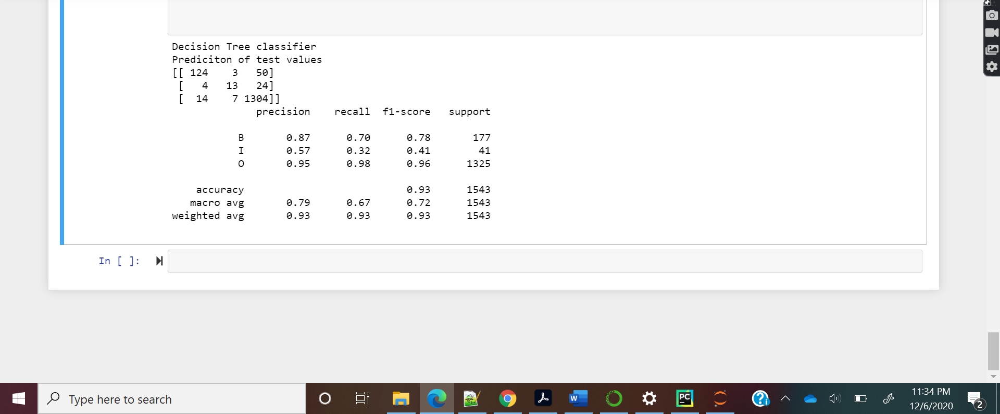 Decision Tree classifier
Prediciton of test values
[[ 124    3   50]
 [   4   13   24]
 [  14    7 1304]]
              precision    recall  f1-score   support

           B       0.87      0.70      0.78       177
           I       0.57      0.32      0.41        41
           O       0.95      0.98      0.96      1325

    accuracy                           0.93      1543
   macro avg       0.79      0.67      0.72      1543
weighted avg       0.93      0.93      0.93      1543
In [ ]:
Type here to search
W
PC
11:34 PM
12/6/2020
2